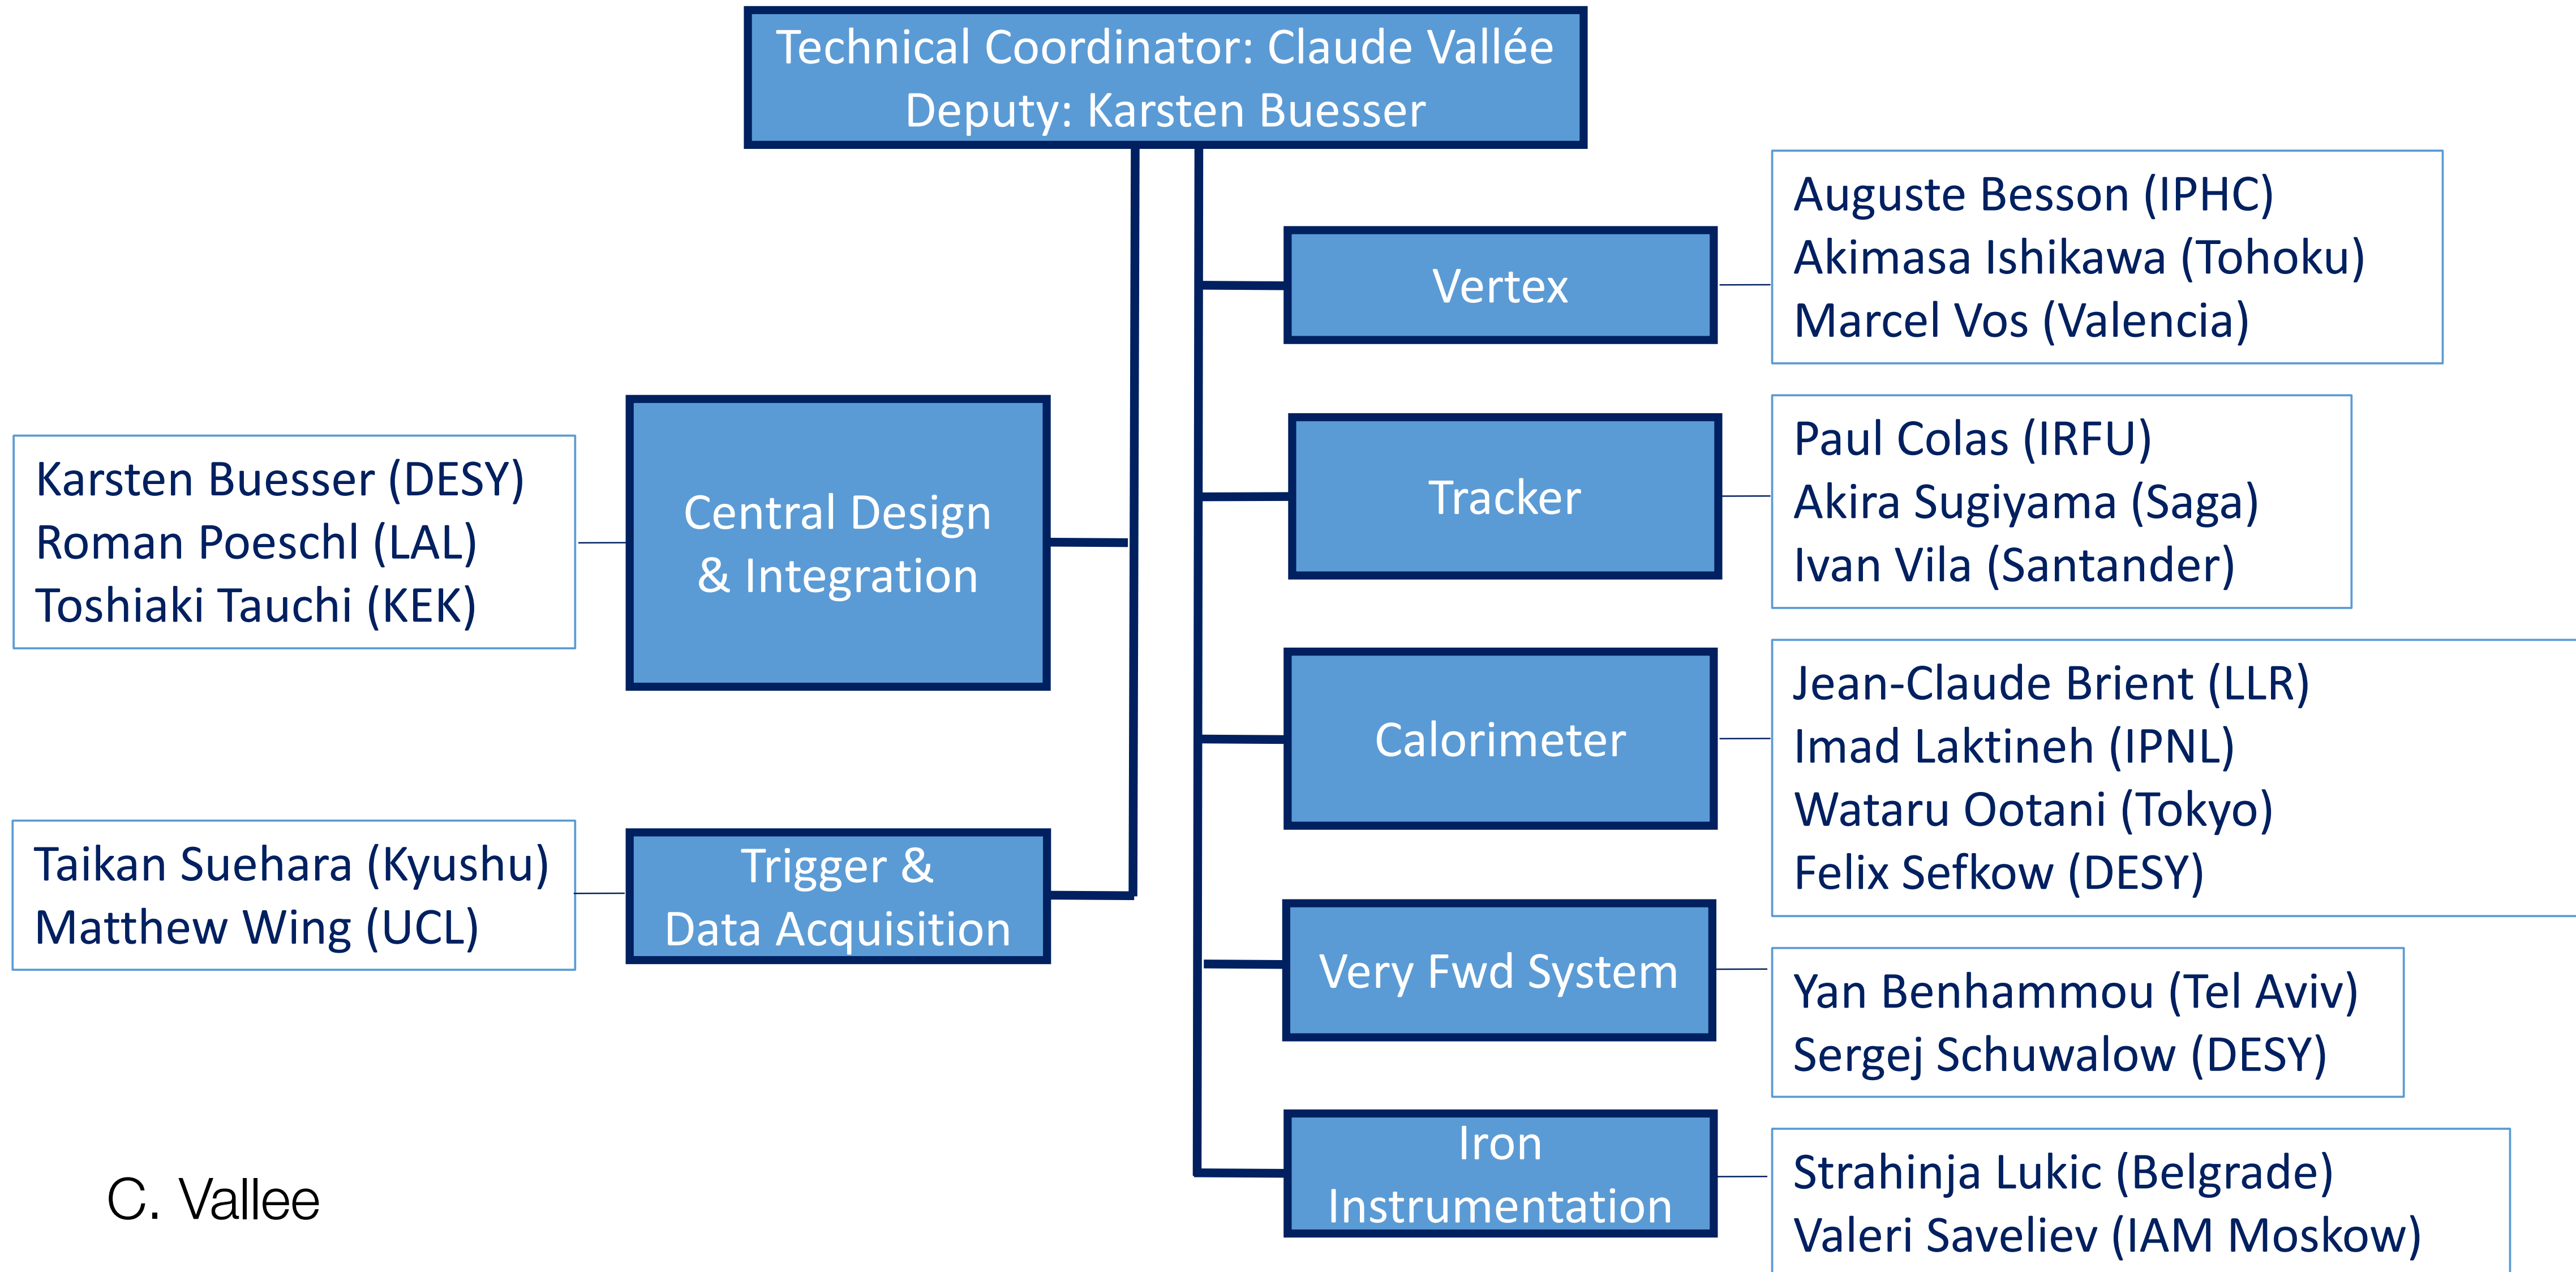 Technical Coordinator: Claude Vallée
Deputy: Karsten Buesser
Vertex
Auguste Besson (IPHC)
Akimasa Ishikawa (Tohoku)
Marcel Vos (Valencia)
Karsten Buesser (DESY)
Roman Poeschl (LAL)
Toshiaki Tauchi (KEK)
Central Design
& Integration
Tracker
Paul Colas (IRFU)
Akira Sugiyama (Saga)
Ivan Vila (Santander)
Calorimeter
Jean-Claude Brient (LLR)
Imad Laktineh (IPNL)
Wataru Ootani (Tokyo)
Felix Sefkow (DESY)
Taikan Suehara (Kyushu)
Matthew Wing (UCL)
Trigger &
Data Acquisition
Very Fwd System
Yan Benhammou (Tel Aviv)
Sergej Schuwalow (DESY)
Iron
Instrumentation
Strahinja Lukic (Belgrade)
Valeri Saveliev (IAM Moskow)
C. Vallee